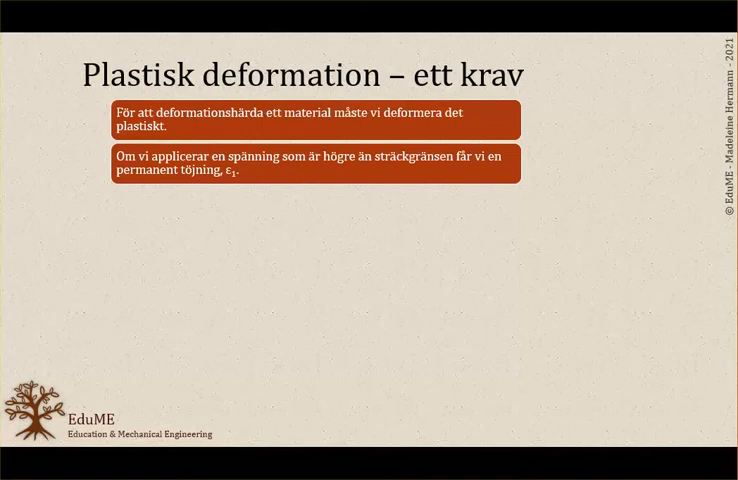 Plastisk deformation – ett krav
För att deformationshärda ett material måste vi deformera det
plastiskt.
Om vi applicerar en spänning som är högre än sträckgränsen får vi en
permanent töjning, ε₁.
© EduME - Madeleine Hermann - 2021
EduME
Education & Mechanical Engineering